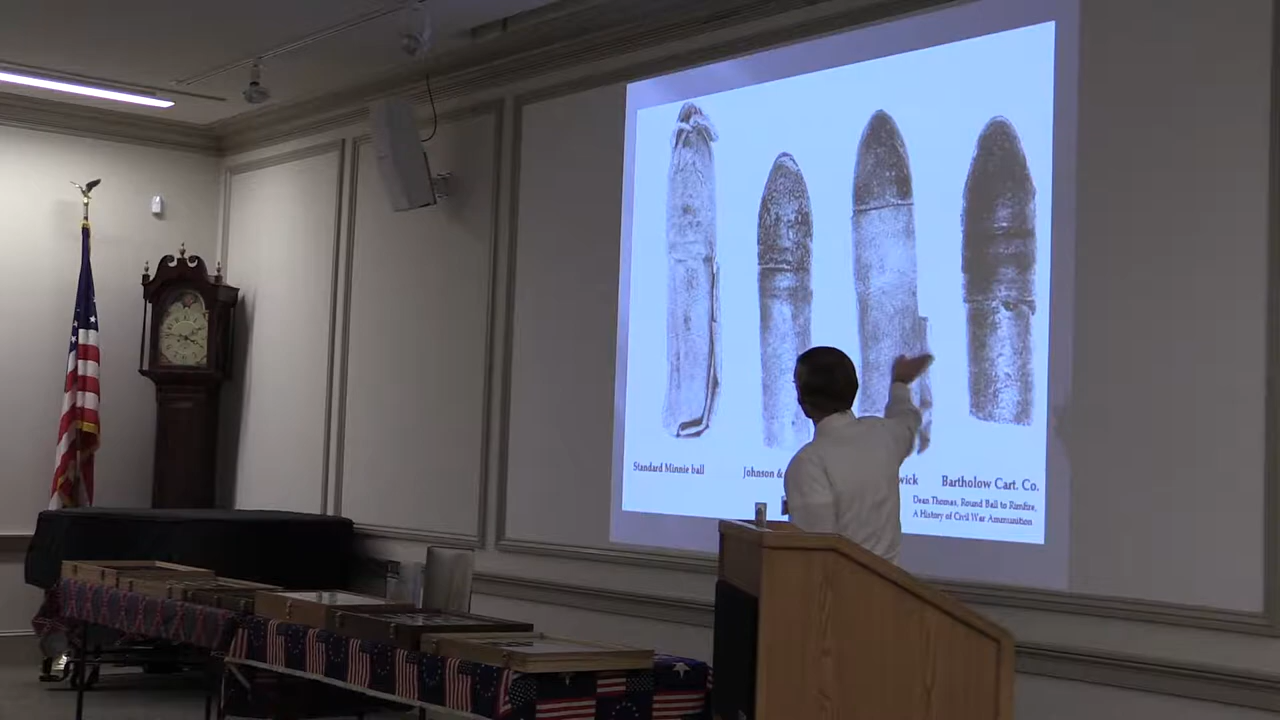 Standard Minnie ball
Johnson &
wick
Bartholow Cart. Co.
Dean Thomas, Round Ball to Rimfire,
A History of Civil War Ammunition